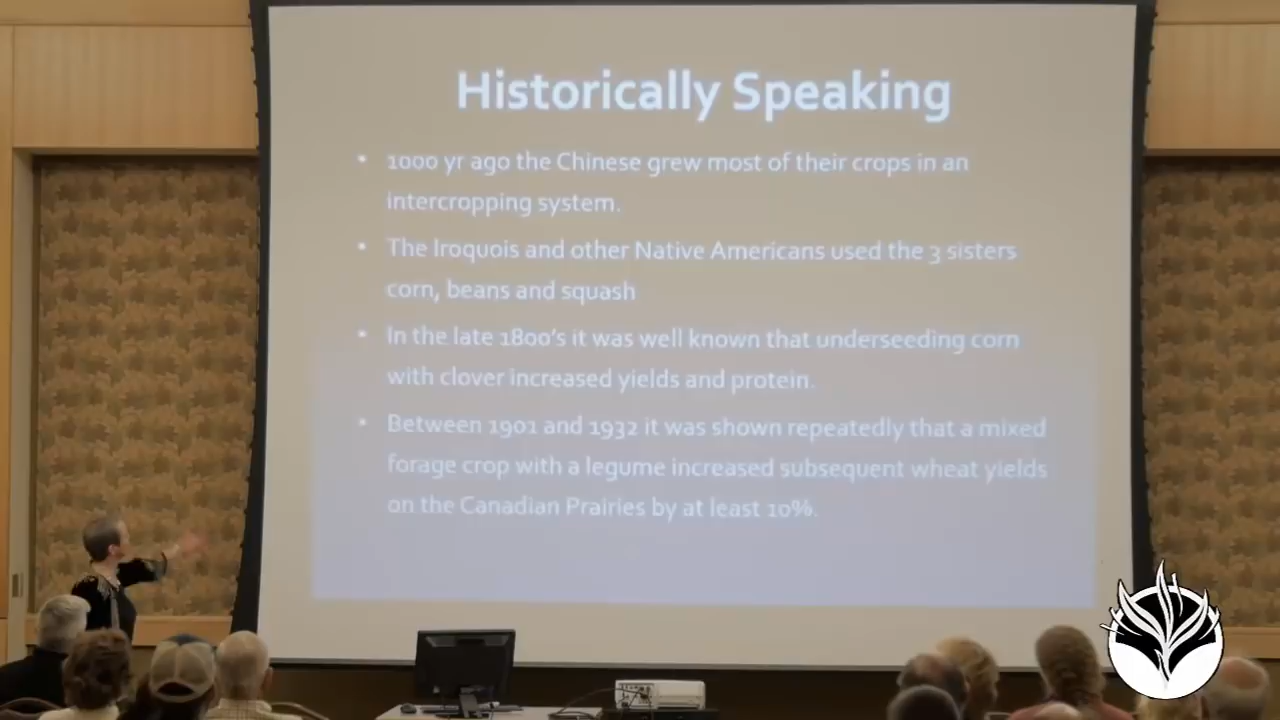 Historically Speaking
• 1000 yr ago the Chinese grew most of their crops in an
intercropping system.
• The Iroquois and other Native Americans used the 3 sisters
corn, beans and squash
• In the late 1800's it was well known that underseeding corn
with clover increased yields and protein.
• Between 1901 and 1932 it was shown repeatedly that a mixed
forage crop with a legume increased subsequent wheat yields
on the Canadian Prairies by at least 10%.